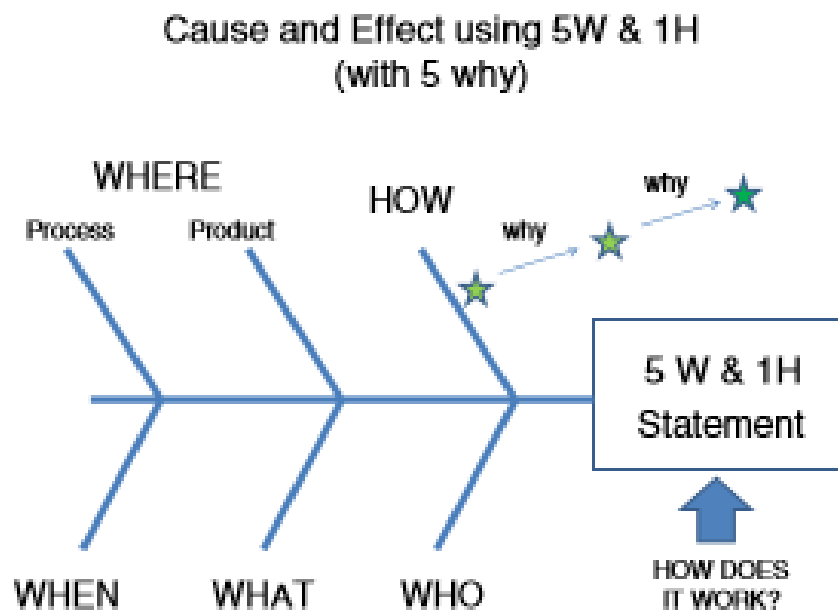 Cause and Effect using 5W & 1H
(with 5 why)
WHERE
Process
Product
HOW
why
why
5 W & 1H
Statement
WHEN
WHAT
WHO
HOW DOES
IT WORK?